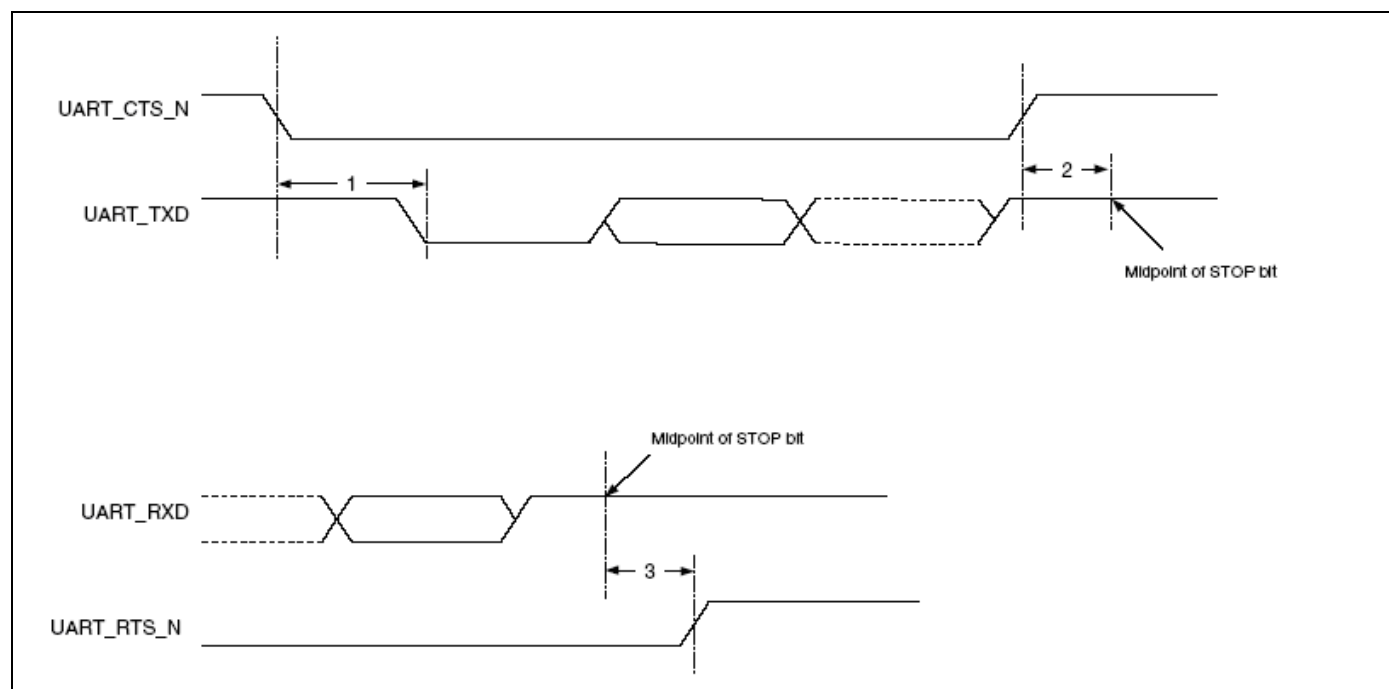 UART_CTS_N
1
2
UART_TXD
Midpoint of STOP bit
Midpoint of STOP bit
UART_RXD
3
UART_RTS_N